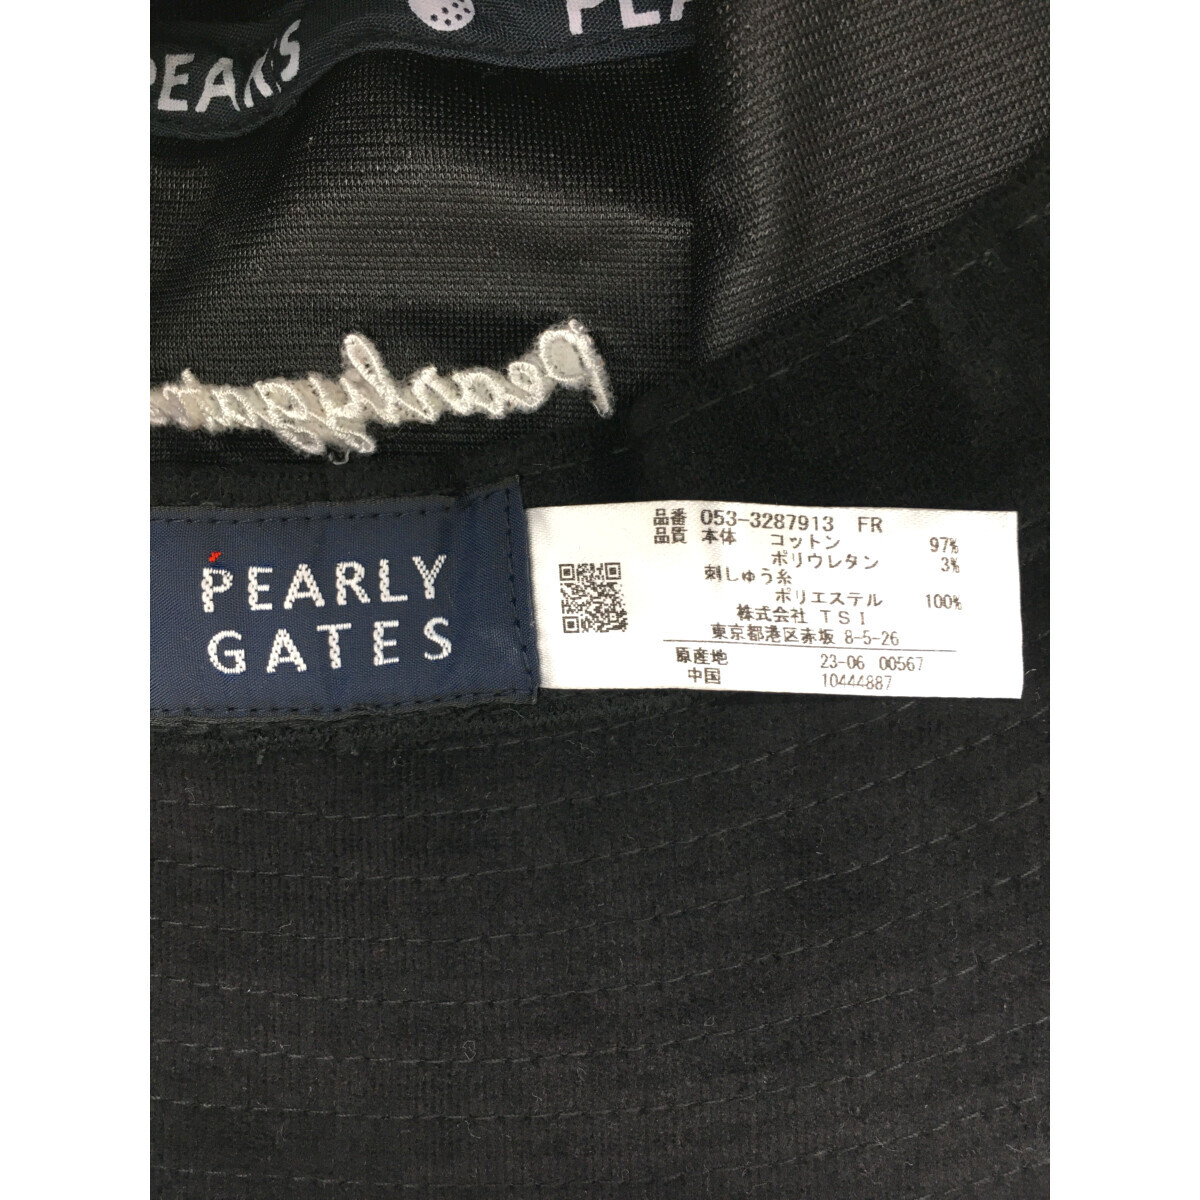 PEARL'S
PEA
Pearlygates
PEARLY
GATES
品番 053-3287913 FR
品質 本体 コットン 97%
ポリウレタン 3%
刺しゅう糸
ポリエステル 100%
株式会社 TSI
東京都港区赤坂 8-5-26
原産地 23-06 00567
中国 10444887